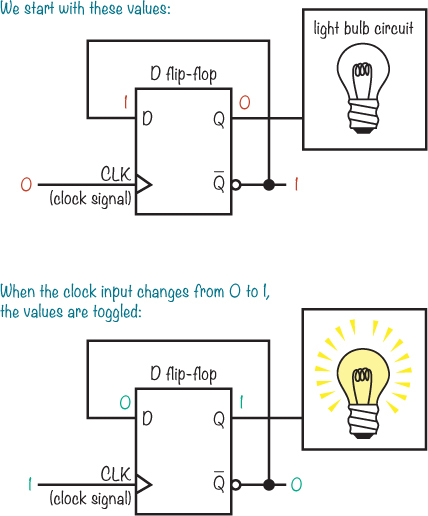 We start with these values:
light bulb circuit
D flip-flop
1
0
D
Q
CLK
Q̅
0
(clock signal)
1
When the clock input changes from 0 to 1,
the values are toggled:
D flip-flop
0
1
D
Q
CLK
Q̅
1
(clock signal)
0